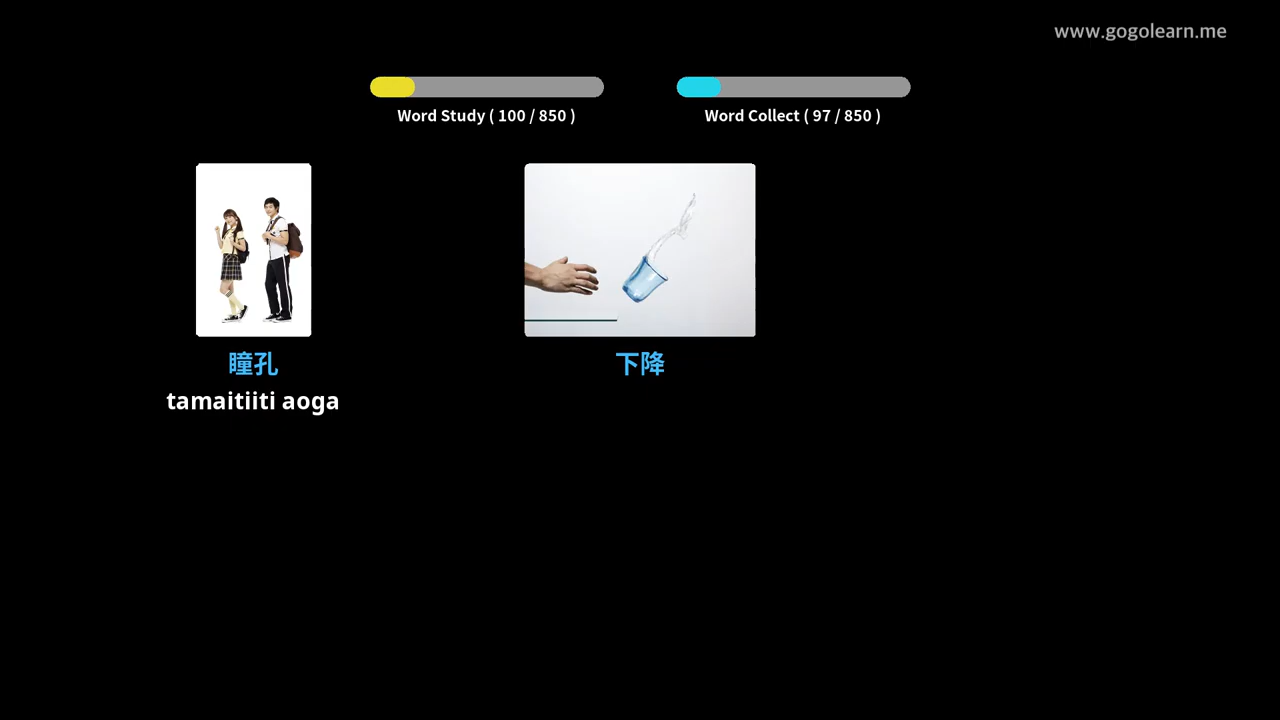 www.gogolearn.me
Word Study ( 100 / 850 )
Word Collect ( 97 / 850 )
瞳孔
下降
tamaitiiti aoga